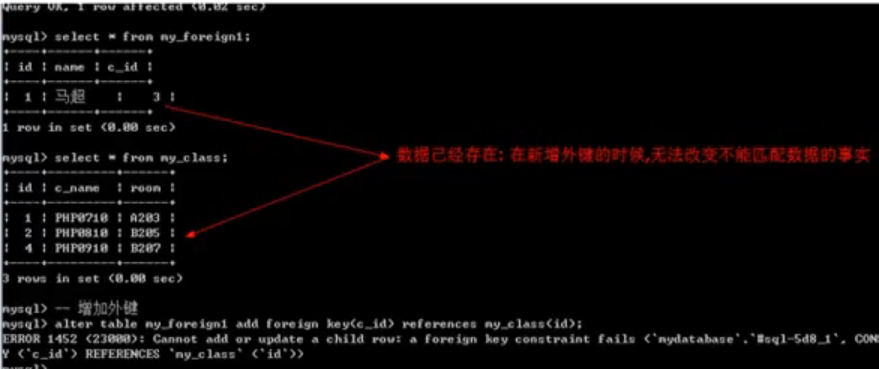 Query OK, 1 row affected (0.02 sec)
mysql> select * from my_foreign1;
+----+------+------+
| id | name | c_id |
+----+------+------+
| 1 | 马超 | 3 |
+----+------+------+
1 row in set (0.00 sec)
mysql> select * from my_class;
数据已经存在: 在新增外键的时候,无法改变不能匹配数据的事实
+----+---------+------+
| id | c_name | room |
+----+---------+------+
| 1 | PHP0710 | A203 |
| 2 | PHP0810 | B205 |
| 4 | PHP0910 | B207 |
+----+---------+------+
3 rows in set (0.00 sec)
mysql> -- 增加外键
mysql> alter table my_foreign1 add foreign key(c_id) references my_class(id);
ERROR 1452 (23000): Cannot add or update a child row: a foreign key constraint fails (`mydatabase`.`#sql-5d8_1`, CONS
Y (`c_id`) REFERENCES `my_class` (`id`))
mysql>